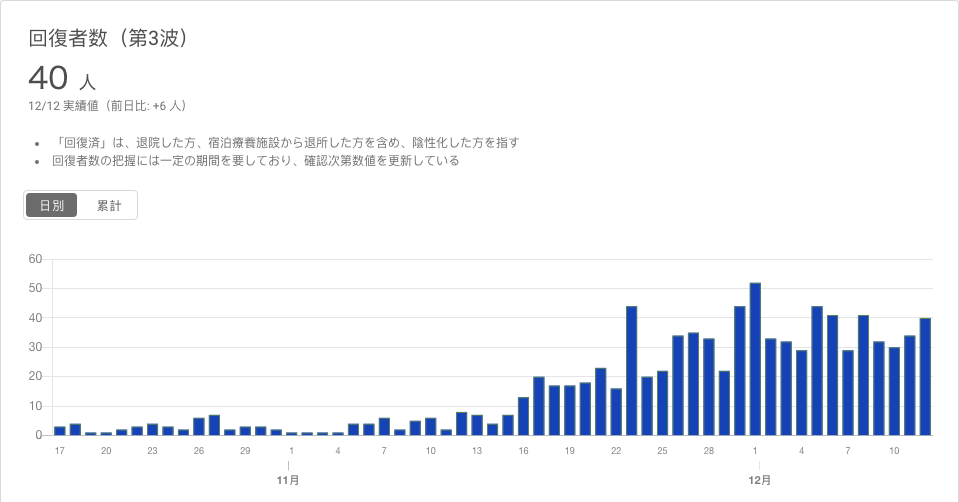 回復者数（第3波）
40 人
12/12 実績値（前日比: +6 人）
• 「回復済」は、退院した方、宿泊療養施設から退所した方を含め、陰性化した方を指す
• 回復者数の把握には一定の期間を要しており、確認次第数値を更新している
日別 累計
60
50
40
30
20
10
0
17 20 23 26 29 1 4 7 10 13 16 19 22 25 28 1 4 7 10
11月 12月